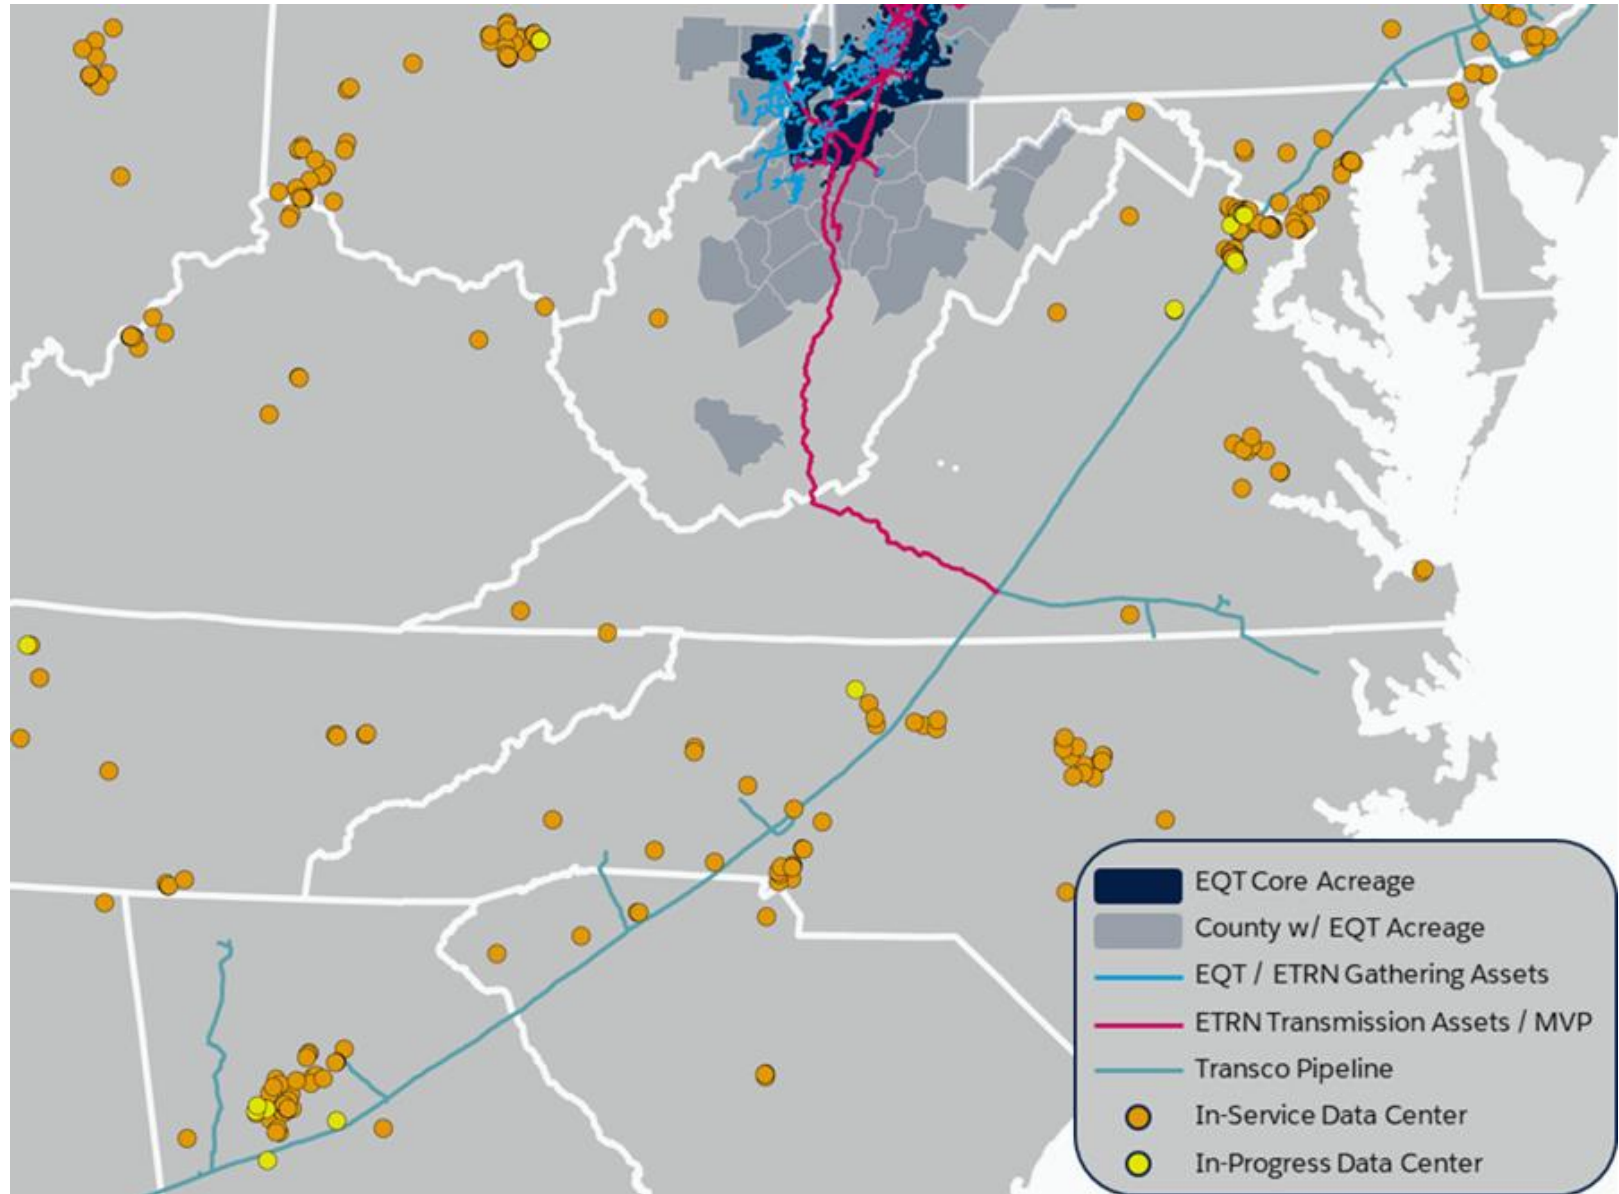 EQT Core Acreage
County w/ EQT Acreage
EQT / ETRN Gathering Assets
ETRN Transmission Assets / MVP
Transco Pipeline
In-Service Data Center
In-Progress Data Center